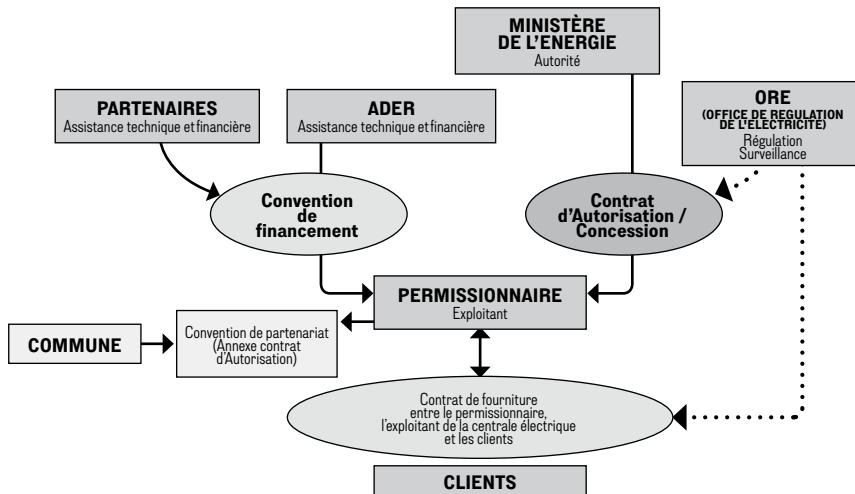 MINISTÈRE
DE L'ENERGIE
Autorité
PARTENAIRES
Assistance technique et financière
ADER
Assistance technique et financière
ORE
(OFFICE DE REGULATION
DE L'ELECTRICITÉ)
Régulation
Surveillance
Convention
de
financement
Contrat
d'Autorisation /
Concession
PERMISSIONNAIRE
Exploitant
COMMUNE
Convention de partenariat
(Annexe contrat
d'Autorisation)
Contrat de fourniture
entre le permissionnaire,
l'exploitant de la centrale électrique
et les clients
CLIENTS